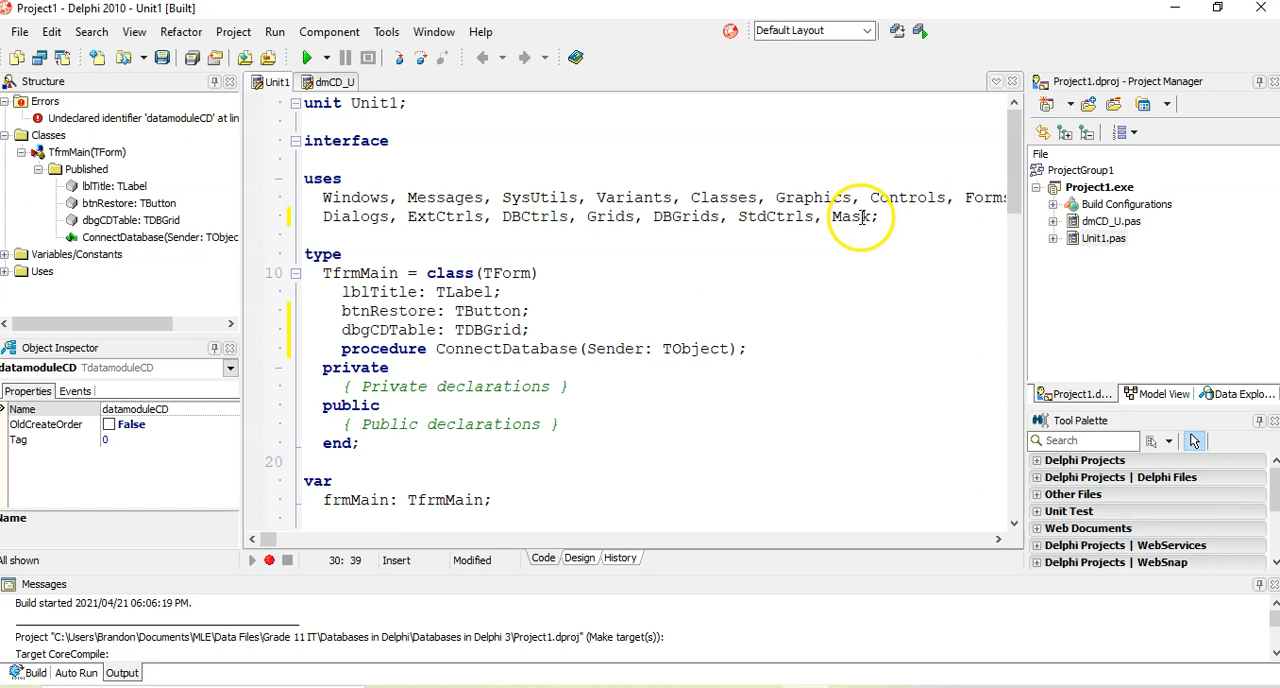 Project1 - Delphi 2010 - Unit1 [Built]
File Edit Search View Refactor Project Run Component Tools Window Help
Default Layout
Structure
Errors
Undeclared identifier 'datamoduleCD' at lin
Classes
TfrmMain(TForm)
Published
lblTitle: TLabel
btnRestore: TButton
dbgCDTable: TDBGrid
ConnectDatabase(Sender: TObjec
Variables/Constants
Uses
Object Inspector
datamoduleCD TdatamoduleCD
Properties Events
Name datamoduleCD
OldCreateOrder False
Tag 0
Name
All shown
Unit1 dmCD_U
unit Unit1;
interface
uses
Windows, Messages, SysUtils, Variants, Classes, Graphics, Controls, Forms
Dialogs, ExtCtrls, DBCtrls, Grids, DBGrids, StdCtrls, Mask;
type
10 TfrmMain = class(TForm)
lblTitle: TLabel;
btnRestore: TButton;
dbgCDTable: TDBGrid;
procedure ConnectDatabase(Sender: TObject);
private
{ Private declarations }
public
{ Public declarations }
end;
20
var
frmMain: TfrmMain;
30: 39 Insert Modified Code Design History
Project1.dproj - Project Manager
File
ProjectGroup1
Project1.exe
Build Configurations
dmCD_U.pas
Unit1.pas
Project1.d... Model View Data Explo...
Tool Palette
Search
Delphi Projects
Delphi Projects | Delphi Files
Other Files
Unit Test
Web Documents
Delphi Projects | WebServices
Delphi Projects | WebSnap
Messages
Build started 2021/04/21 06:06:19 PM.
Project "C:\Users\Brandon\Documents\MLE\Data Files\Grade 11 IT\Databases in Delphi\Databases in Delphi 3\Project1.dproj" (Make target(s)):
Target CoreCompile:
Build Auto Run Output